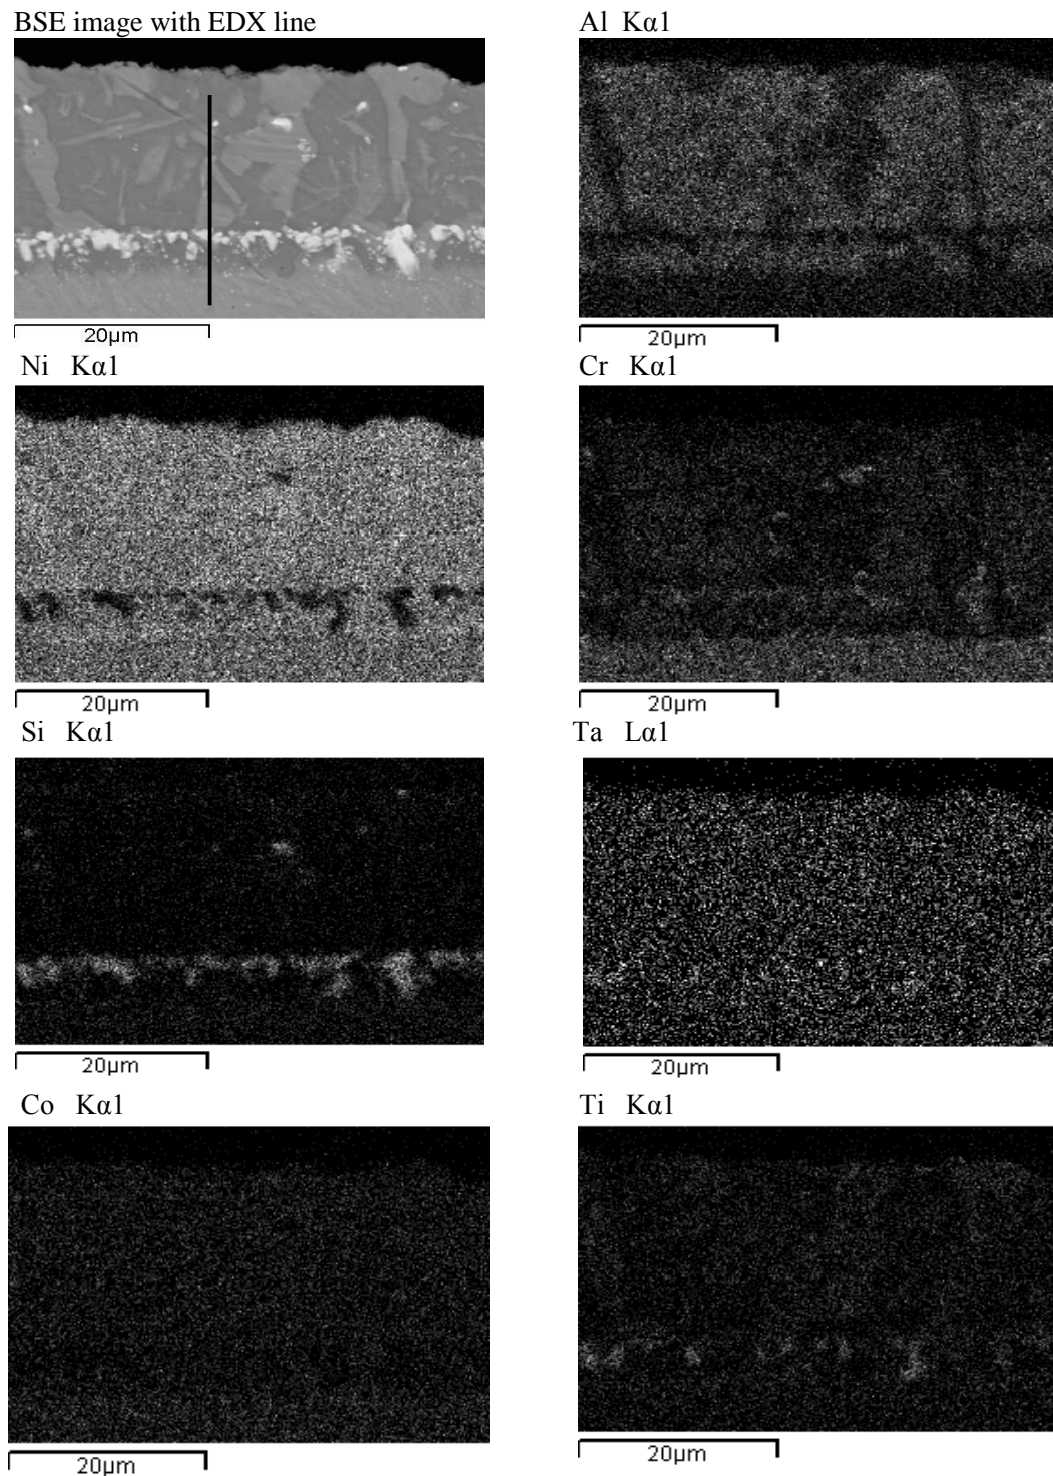 BSE image with EDX line
Al Kα1
20µm
20µm
Ni Kα1
Cr Kα1
20µm
20µm
Si Kα1
Ta Lα1
20µm
20µm
Co Kα1
Ti Kα1
20µm
20µm